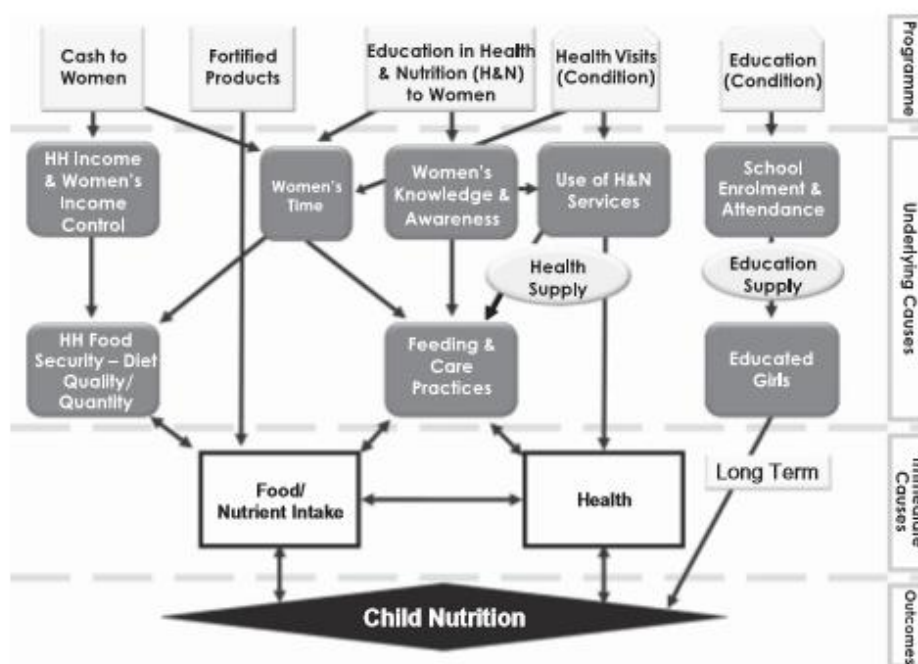 Cash to
Women
Fortified
Products
Education in Health
& Nutrition (H&N)
to Women
Health Visits
(Condition)
Education
(Condition)
Programme
HH Income
& Women's
Income
Control
Women's
Time
Women's
Knowledge &
Awareness
Use of H&N
Services
School
Enrolment &
Attendance
Underlying Causes
Health
Supply
Education
Supply
HH Food
Security – Diet
Quality/
Quantity
Feeding &
Care
Practices
Educated
Girls
Food/
Nutrient Intake
Health
Long Term
Immediate
Causes
Child Nutrition
Outcomes